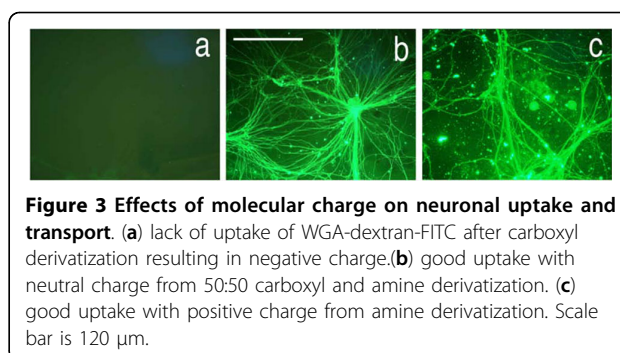 a b c
Figure 3 Effects of molecular charge on neuronal uptake and
transport. (a) lack of uptake of WGA-dextran-FITC after carboxyl
derivatization resulting in negative charge.(b) good uptake with
neutral charge from 50:50 carboxyl and amine derivatization. (c)
good uptake with positive charge from amine derivatization. Scale
bar is 120 μm.